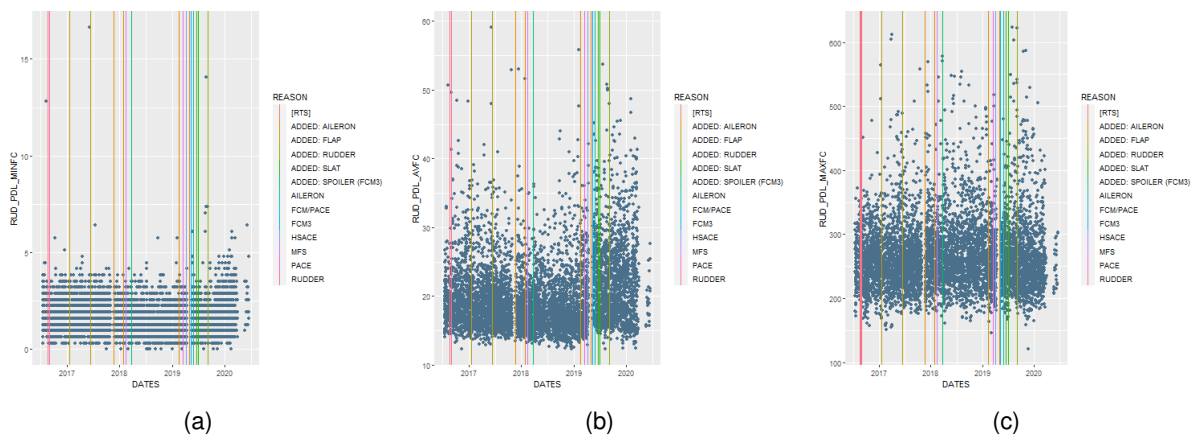 15
10
5
0
RUD_PDL_MINFC
2017
2018
2019
2020
DATES
REASON
[RTS]
ADDED: AILERON
ADDED: FLAP
ADDED: RUDDER
ADDED: SLAT
ADDED: SPOILER (FCM3)
AILERON
FCM/PACE
FCM3
HSACE
MFS
PACE
RUDDER
(a)
60
50
40
30
20
10
RUD_PDL_AVFC
2017
2018
2019
2020
DATES
REASON
[RTS]
ADDED: AILERON
ADDED: FLAP
ADDED: RUDDER
ADDED: SLAT
ADDED: SPOILER (FCM3)
AILERON
FCM/PACE
FCM3
HSACE
MFS
PACE
RUDDER
(b)
600
500
400
300
200
100
RUD_PDL_MAXFC
2017
2018
2019
2020
DATES
REASON
[RTS]
ADDED: AILERON
ADDED: FLAP
ADDED: RUDDER
ADDED: SLAT
ADDED: SPOILER (FCM3)
AILERON
FCM/PACE
FCM3
HSACE
MFS
PACE
RUDDER
(c)